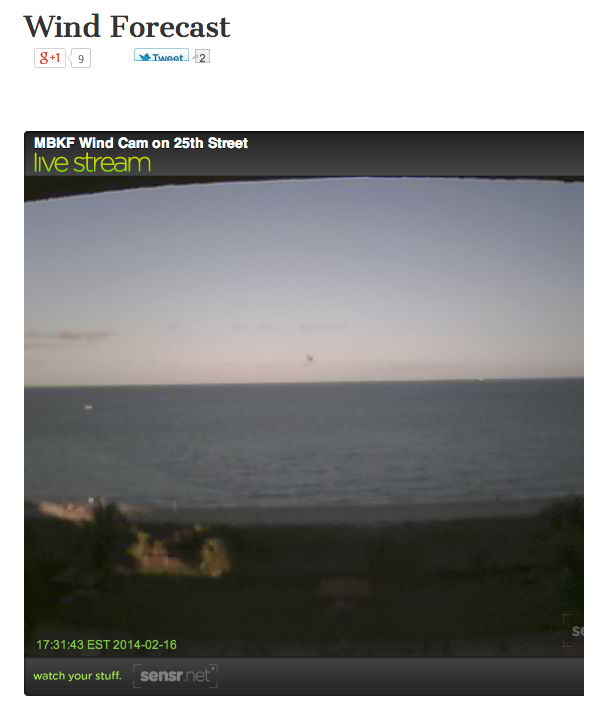 Wind Forecast
g+1 9 Tweet 2
MBKF Wind Cam on 25th Street
live stream
17:31:43 EST 2014-02-16
watch your stuff. sensr.net